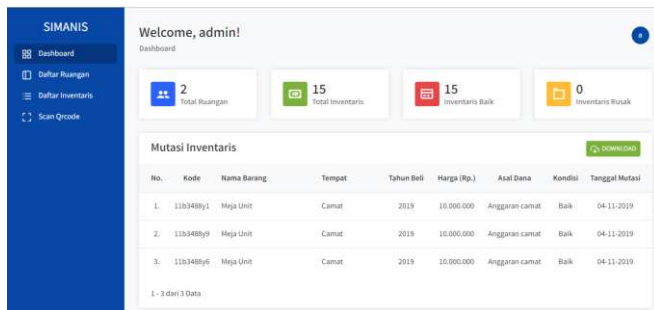 SIMANIS
Dashboard
Daftar Ruangan
Daftar Inventaris
Scan Qrcode
Welcome, admin!
Dashboard
a
2
Total Ruangan
15
Total Inventaris
15
Inventaris Baik
0
Inventaris Rusak
Mutasi Inventaris
DOWNLOAD
No. Kode Nama Barang Tempat Tahun Beli Harga (Rp.) Asal Dana Kondisi Tanggal Mutasi
1. 11b3488y1 Meja Unit Camat 2019 10.000.000 Anggaran camat Baik 04-11-2019
2. 11b3488y9 Meja Unit Camat 2019 10.000.000 Anggaran camat Baik 04-11-2019
3. 11b3488y6 Meja Unit Camat 2019 10.000.000 Anggaran camat Baik 04-11-2019
1 - 3 dari 3 Data